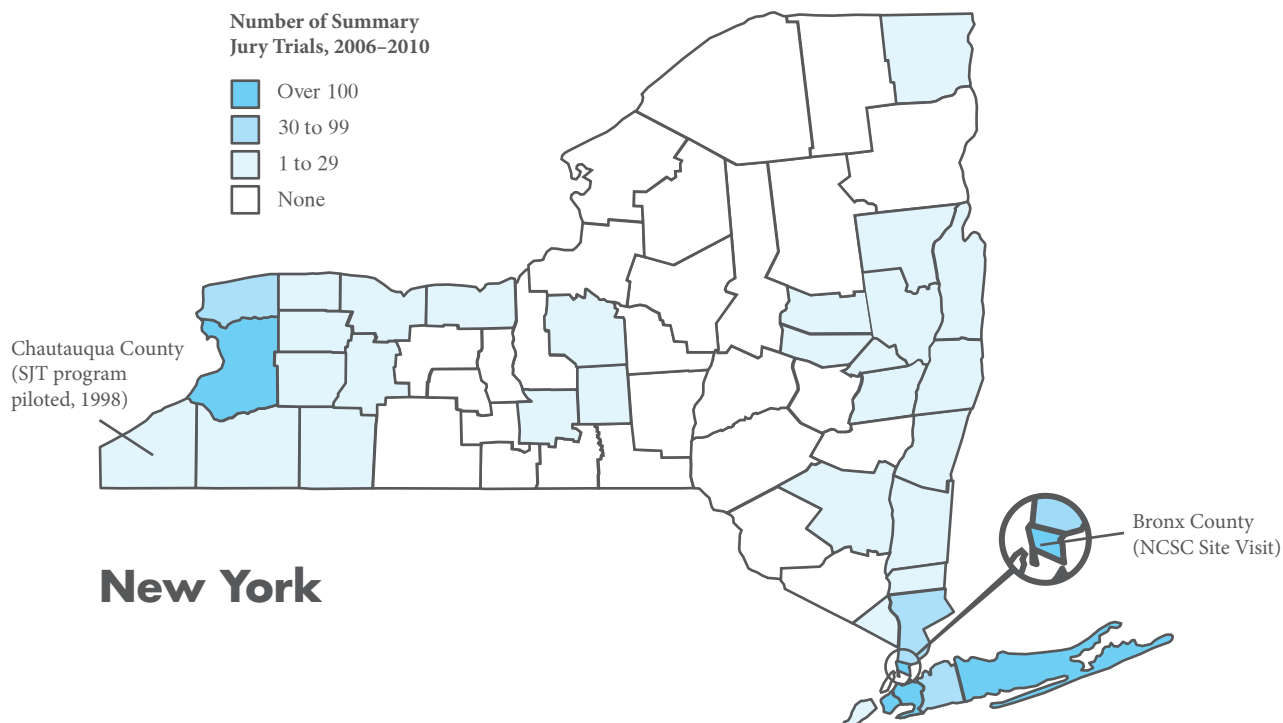 Number of Summary
Jury Trials, 2006–2010
Over 100
30 to 99
1 to 29
None
Chautauqua County
(SJT program
piloted, 1998)
Bronx County
(NCSC Site Visit)
New York